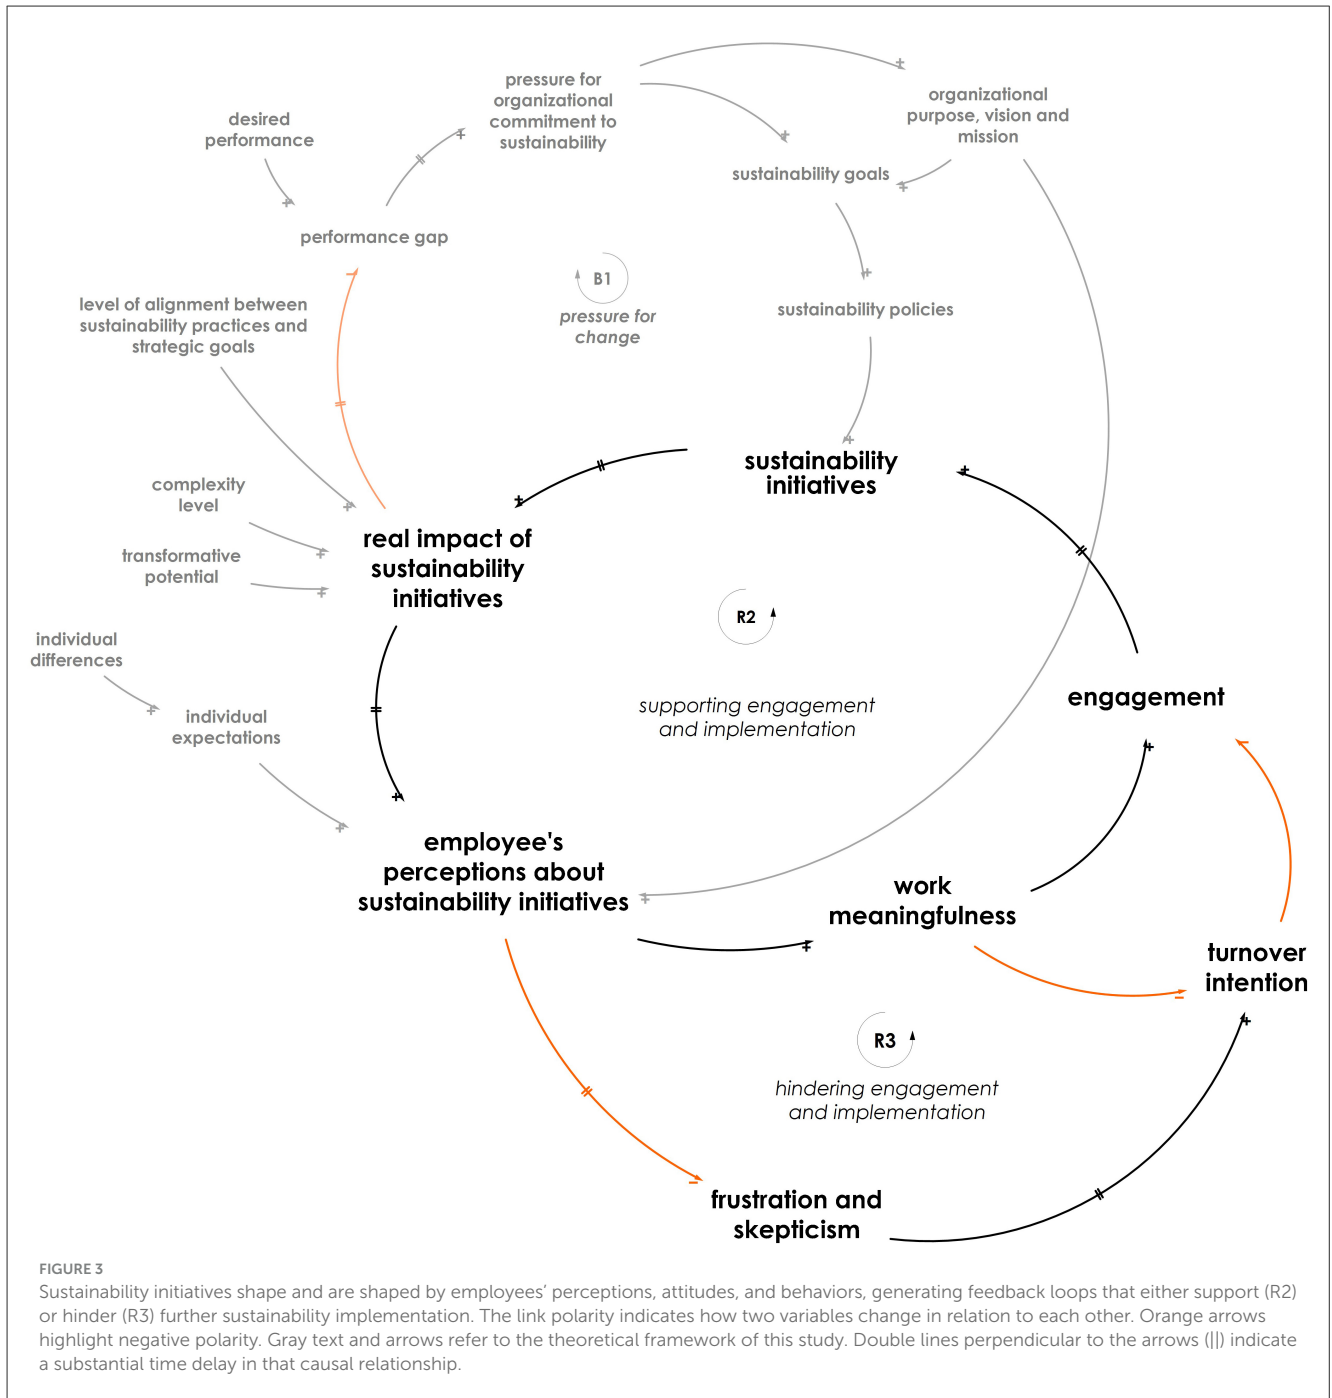 pressure for
organizational
commitment to
sustainability
+
organizational
purpose, vision and
mission
desired
performance
+
+
sustainability goals
+
+
performance gap
–
B1
pressure for
change
+
sustainability policies
level of alignment between
sustainability practices and
strategic goals
+
sustainability
initiatives
+
+
complexity
level
+
+
real impact of
sustainability
initiatives
transformative
potential
+
R2
supporting engagement
and implementation
individual
differences
+
individual
expectations
+
engagement
+
–
+
employee's
perceptions about
sustainability initiatives
+
work
meaningfulness
+
turnover
intention
–
+
R3
hindering engagement
and implementation
–
frustration and
skepticism
FIGURE 3
Sustainability initiatives shape and are shaped by employees’ perceptions, attitudes, and behaviors, generating feedback loops that either support (R2)
or hinder (R3) further sustainability implementation. The link polarity indicates how two variables change in relation to each other. Orange arrows
highlight negative polarity. Gray text and arrows refer to the theoretical framework of this study. Double lines perpendicular to the arrows (||) indicate
a substantial time delay in that causal relationship.